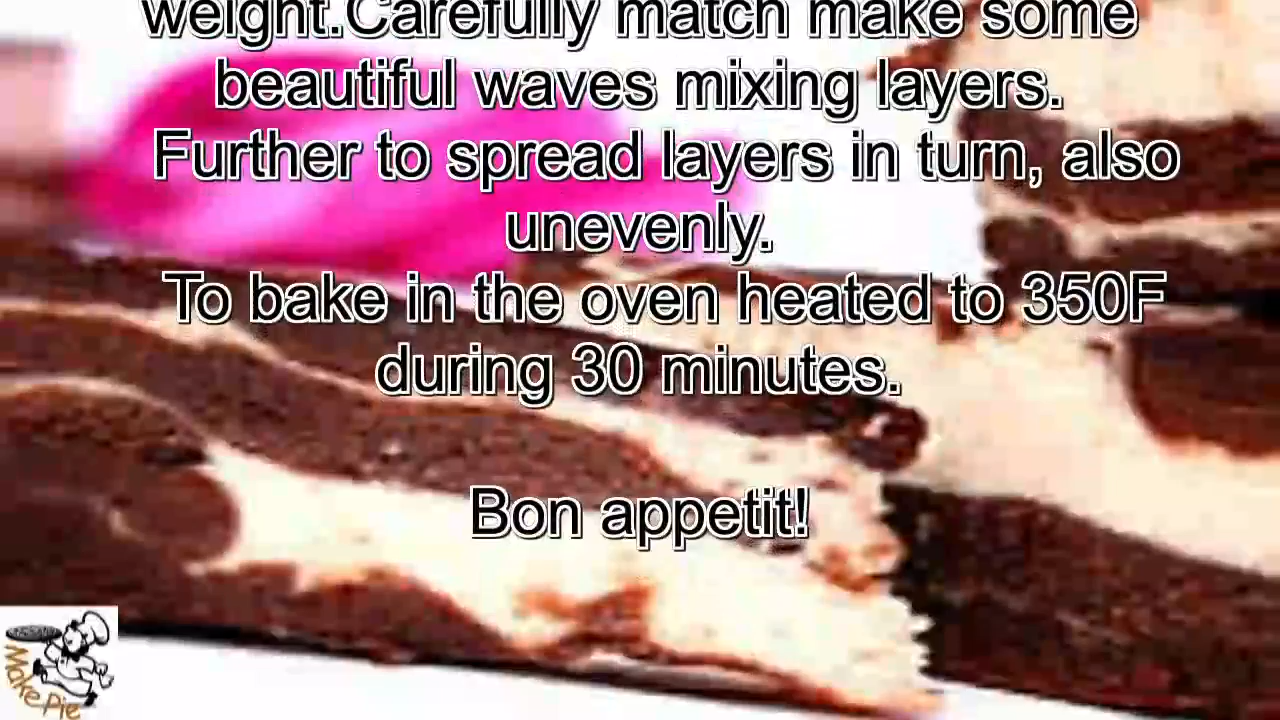 weight.Carefully match make some
beautiful waves mixing layers.
Further to spread layers in turn, also
unevenly.
To bake in the oven heated to 350F
during 30 minutes.
Bon appetit!
Make Pie